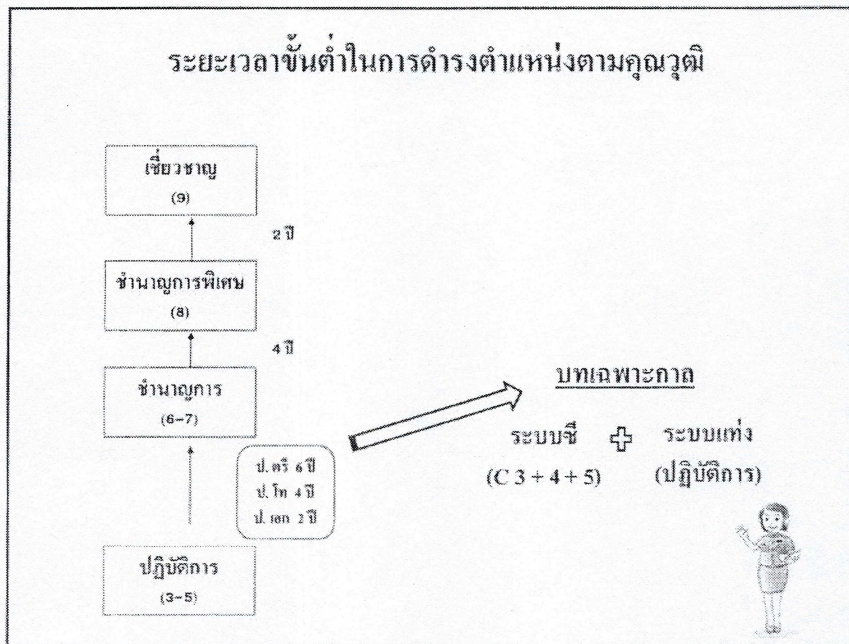 ระยะเวลาขั้นต่ำในการดำรงตำแหน่งตามคุณวุฒิ
เชี่ยวชาญ
(9)
2 ปี
ชำนาญการพิเศษ
(8)
4 ปี
ชำนาญการ
(6-7)
ป.ตรี 6 ปี
ป.โท 4 ปี
ป.เอก 2 ปี
ปฏิบัติการ
(3-5)
บทเฉพาะกาล
ระบบซี + ระบบแท่ง
(C 3 + 4 + 5) (ปฏิบัติการ)